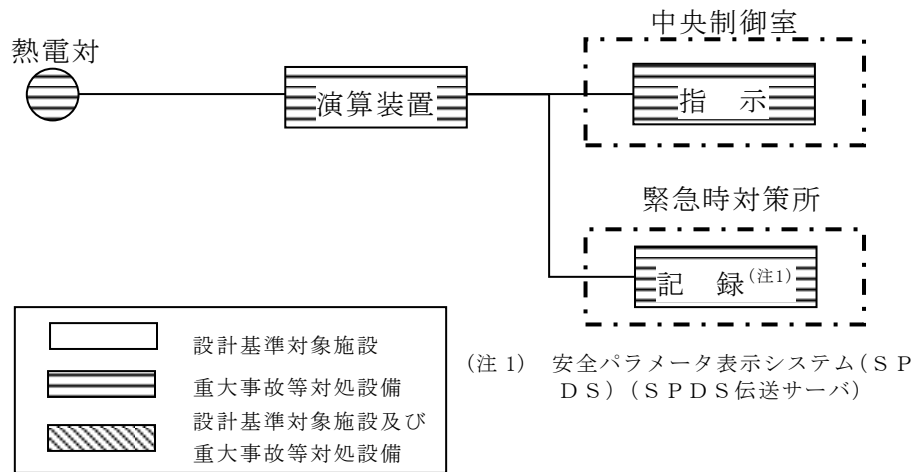 中央制御室
熱電対
演算装置
指　示
緊急時対策所
記　録(注1)
設計基準対象施設
重大事故等対処設備
設計基準対象施設及び
重大事故等対処設備
(注1)　安全パラメータ表示システム(ＳＰ
ＤＳ)(ＳＰＤＳ伝送サーバ)